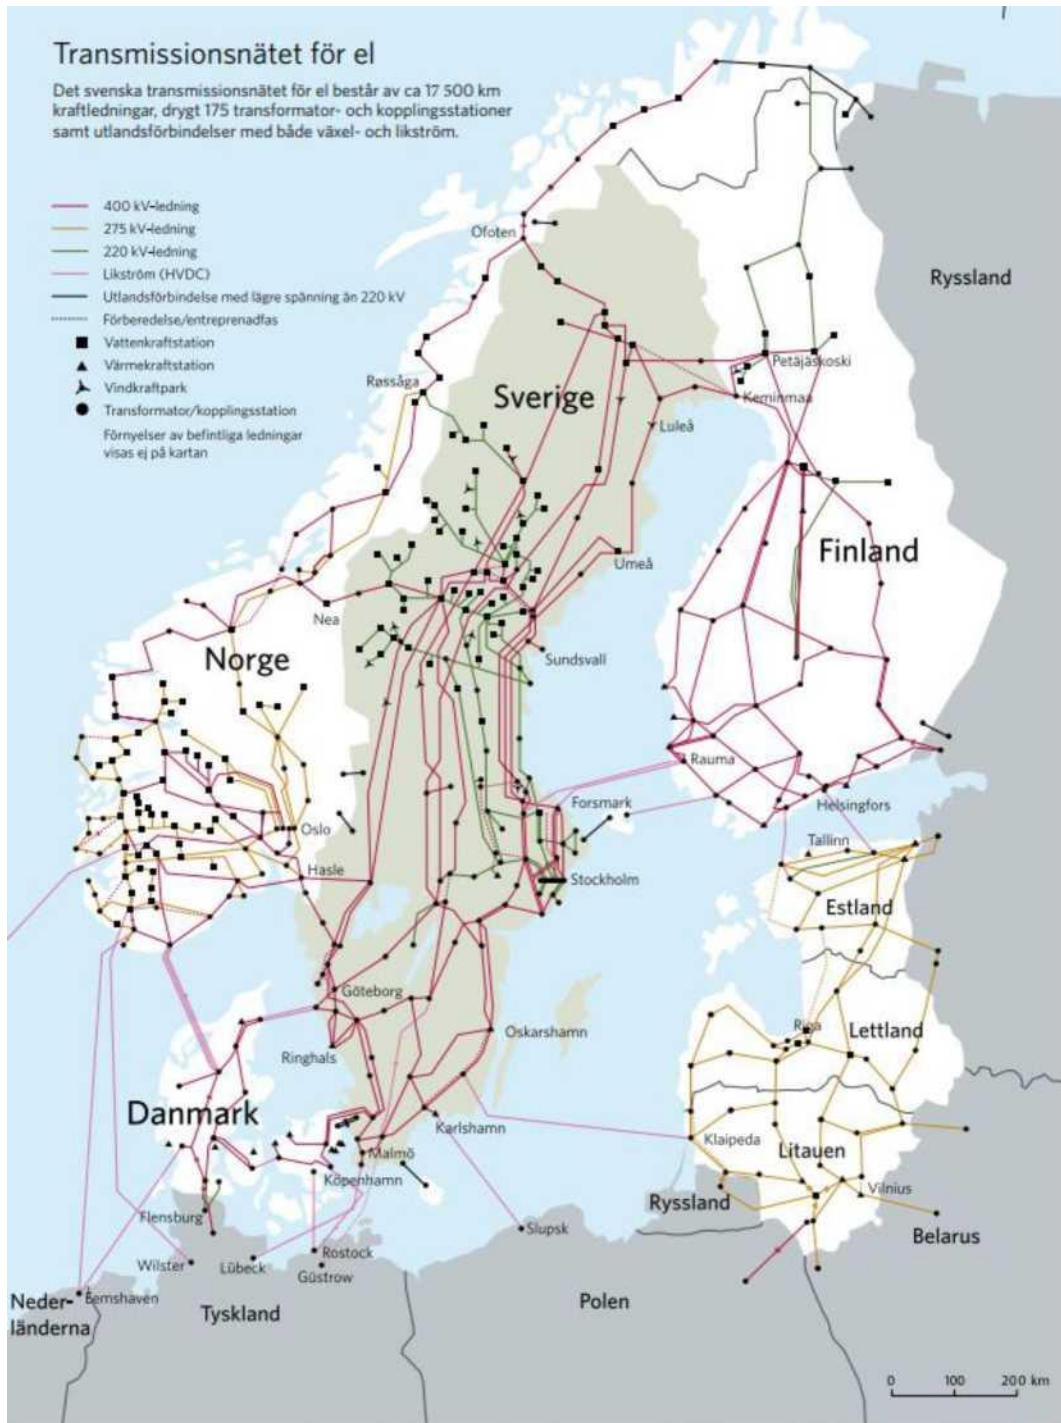 Transmissionsnätet för el
Det svenska transmissionsnätet för el består av ca 17 500 km
kraftledningar, drygt 175 transformator- och kopplingsstationer
samt utlandsförbindelser med både växel- och likström.
400 kV-ledning
275 kV-ledning
220 kV-ledning
Likström (HVDC)
Utlandsförbindelse med lägre spänning än 220 kV
Förberedelse/entreprenadfas
Vattenkraftstation
Värmekraftstation
Vindkraftpark
Transformator/kopplingsstation
Förnyelser av befintliga ledningar
visas ej på kartan
Ofoten
Ryssland
Petäjäskoski
Røssåga
Sverige
Keminmaa
Luleå
Finland
Umeå
Nea
Norge
Sundsvall
Rauma
Forsmark
Helsingfors
Oslo
Tallinn
Hasle
Stockholm
Estland
Göteborg
Riga
Lettland
Oskarshamn
Ringhals
Danmark
Karlshamn
Klaipeda
Litauen
Malmö
Köpenhamn
Ryssland
Vilnius
Flensburg
Slupsk
Belarus
Rostock
Wilster
Lübeck
Güstrow
Eemshaven
Neder-
länderna
Tyskland
Polen
0 100 200 km